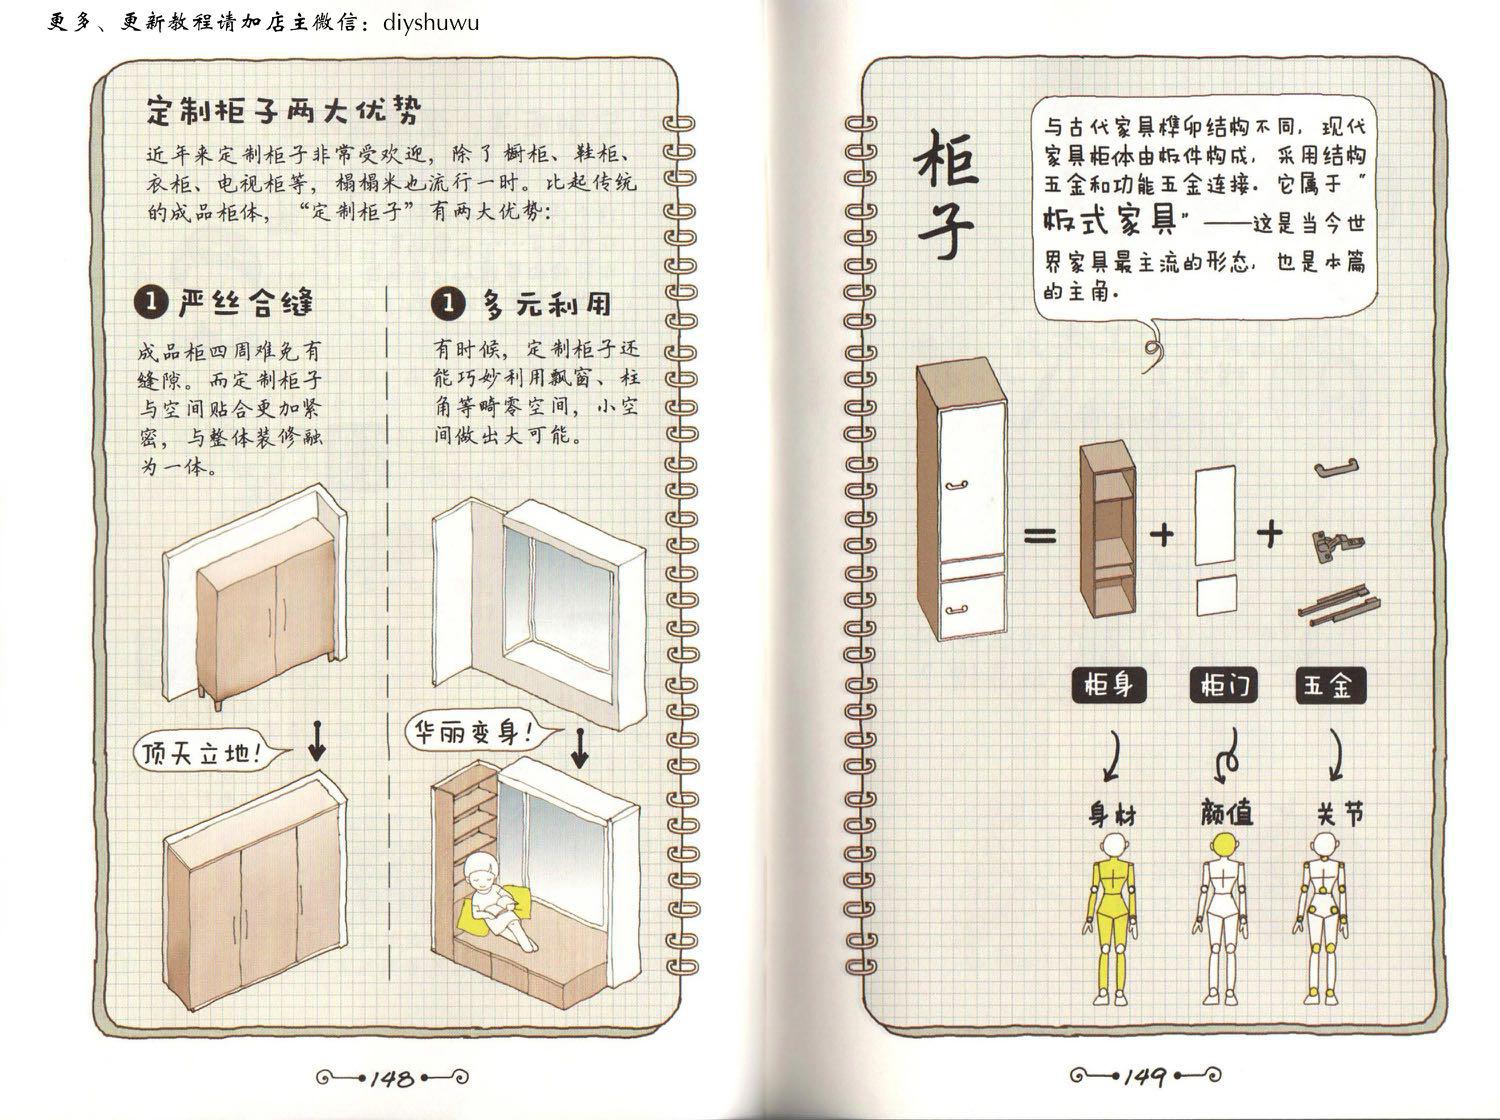 更多、更新教程请加店主微信：diyshuwu
定制柜子两大优势
近年来定制柜子非常受欢迎，除了橱柜、鞋柜、
衣柜、电视柜等，榻榻米也流行一时。比起传统
的成品柜体，“定制柜子”有两大优势：
1 严丝合缝
成品柜四周难免有
缝隙。而定制柜子
与空间贴合更加紧
密，与整体装修融
为一体。
顶天立地！
1 多元利用
有时候，定制柜子还
能巧妙利用飘窗、柱
角等畸零空间，小空
间做出大可能。
华丽变身！
148
柜子
与古代家具榫卯结构不同，现代
家具柜体由板件构成，采用结构
五金和功能五金连接。它属于“
板式家具”——这是当今世
界家具最主流的形态，也是本篇
的主角。
= + +
柜身 柜门 五金
身材 颜值 关节
149